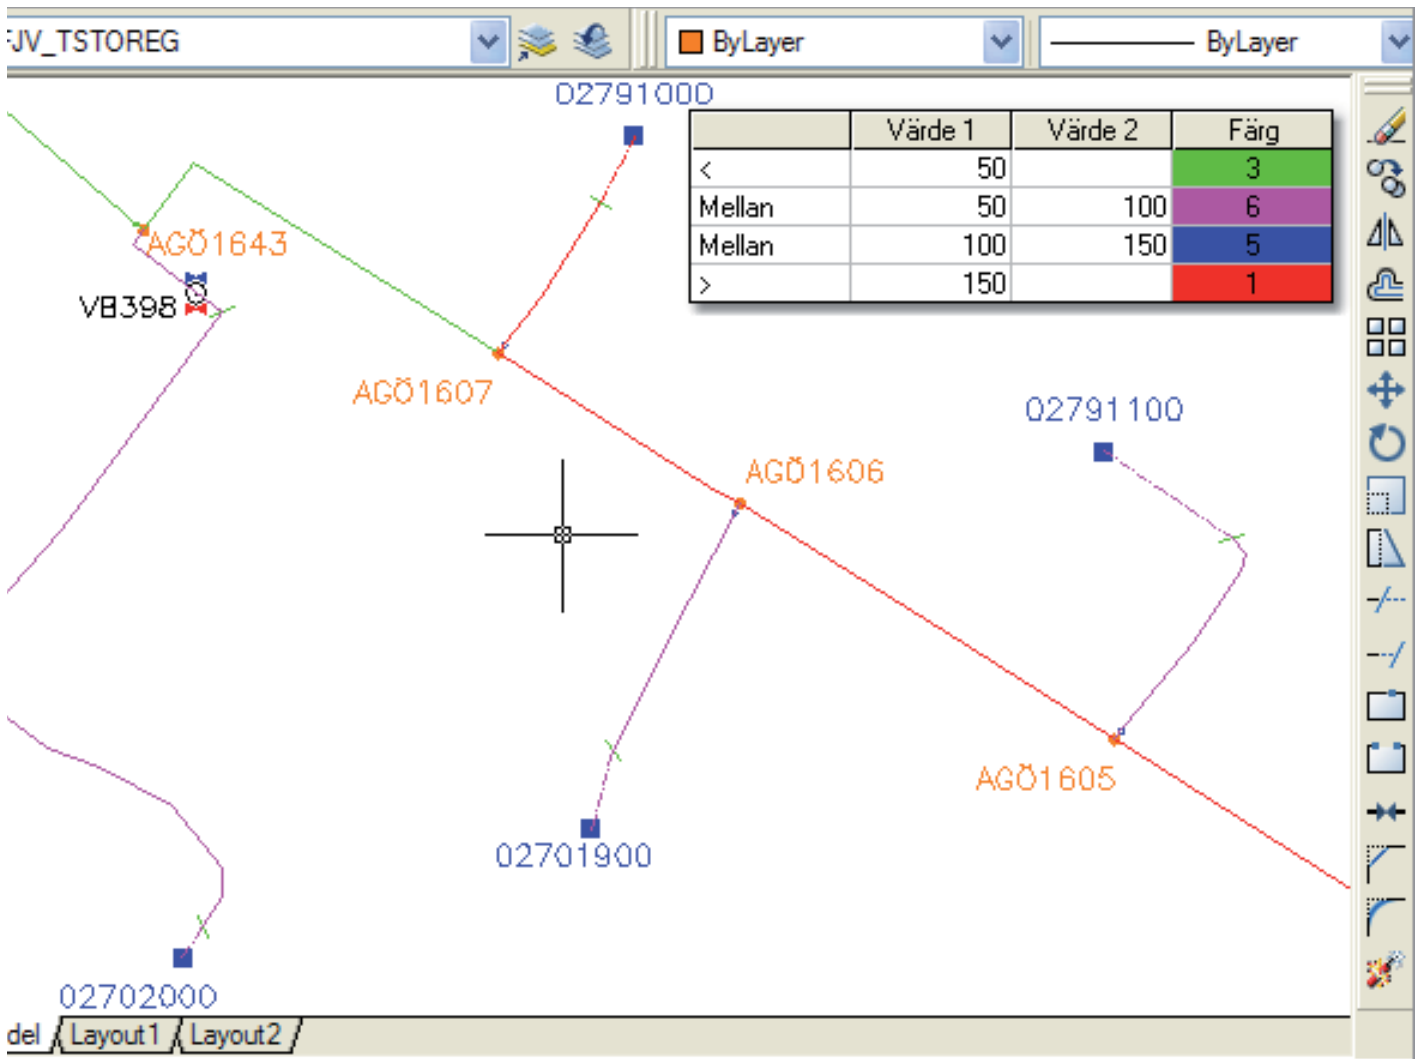 FJV_TSTOREG
ByLayer
ByLayer
02791000
Värde 1 Värde 2 Färg
< 50 3
Mellan 50 100 6
Mellan 100 150 5
> 150 1
AGÖ1643
VB398
AGÖ1607
02791100
AGÖ1606
AGÖ1605
02701900
02702000
del Layout1 Layout2